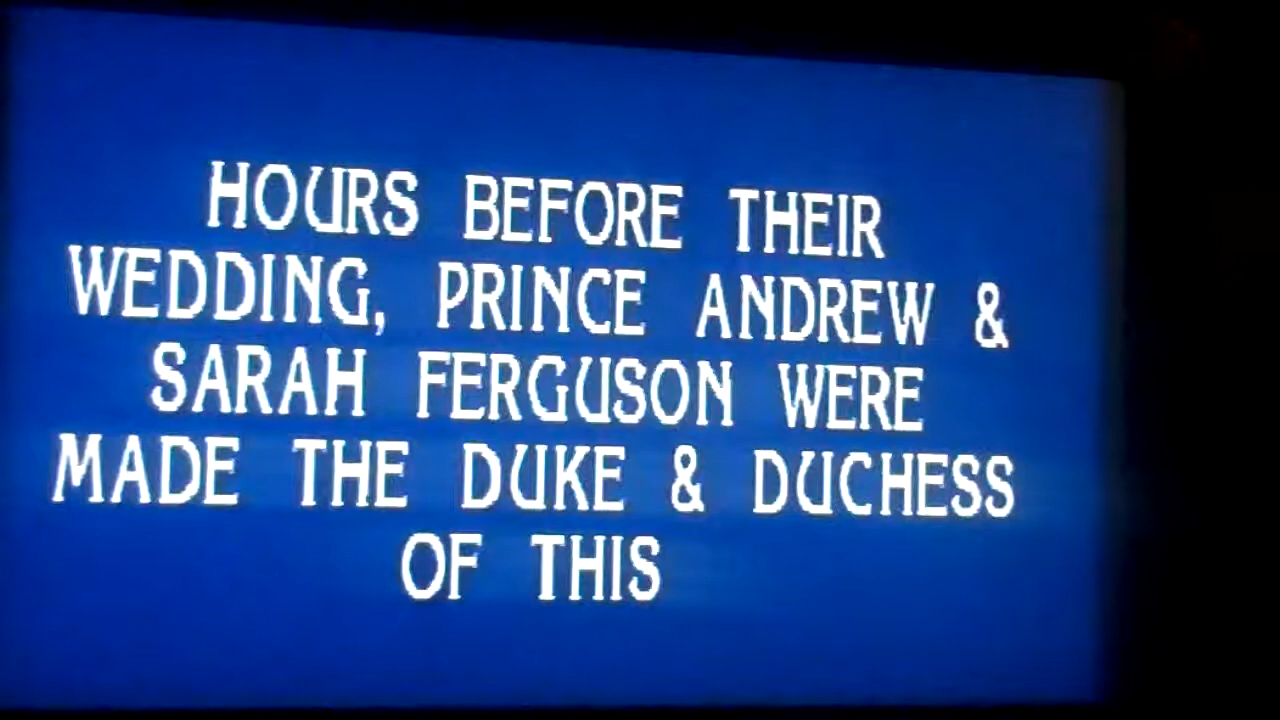 HOURS BEFORE THEIR
WEDDING, PRINCE ANDREW &
SARAH FERGUSON WERE
MADE THE DUKE & DUCHESS
OF THIS